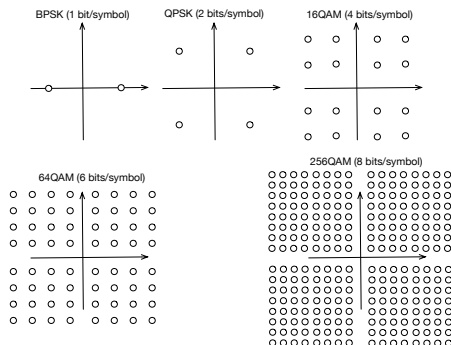 BPSK (1 bit/symbol)
QPSK (2 bits/symbol)
16QAM (4 bits/symbol)
64QAM (6 bits/symbol)
256QAM (8 bits/symbol)